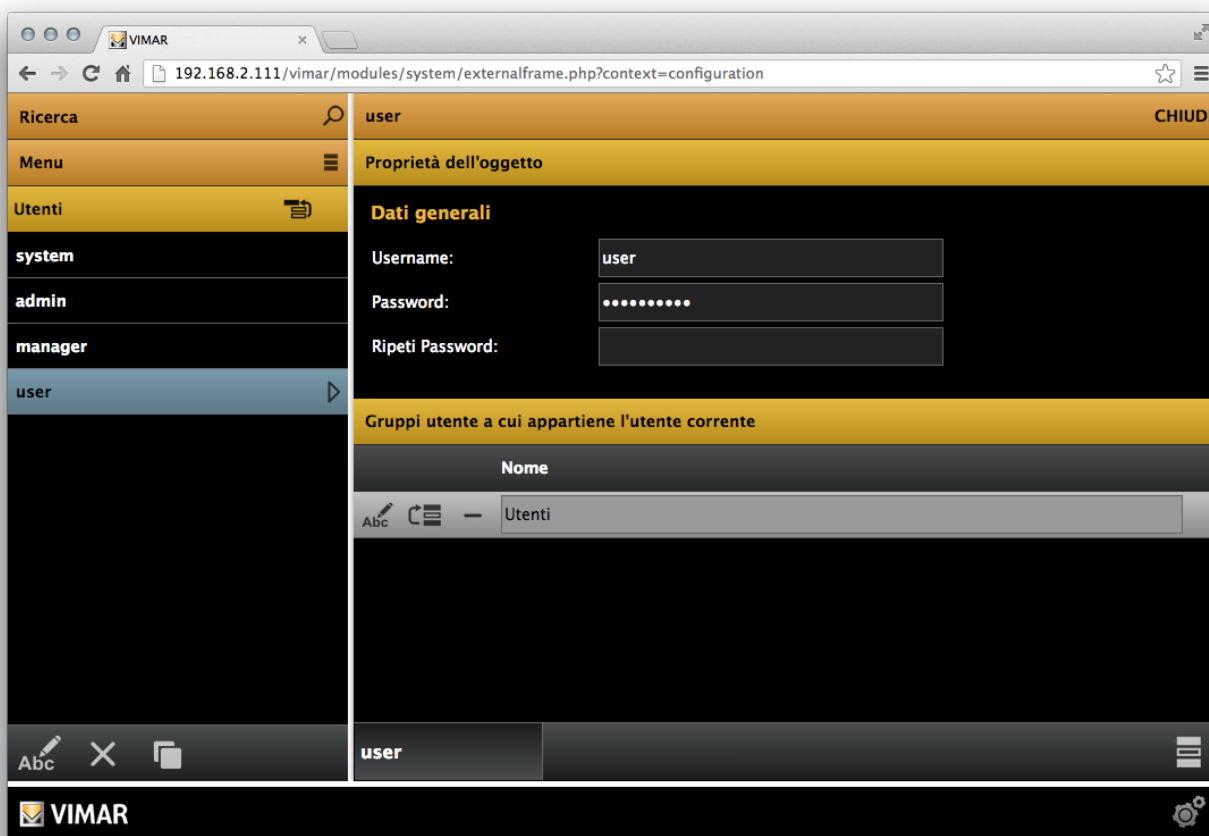 VIMAR
192.168.2.111/vimar/modules/system/externalframe.php?context=configuration
Ricerca
Menu
Utenti
system
admin
manager
user
Abc
user
CHIUD
Proprietà dell'oggetto
Dati generali
Username:
user
Password:
••••••••••
Ripeti Password:
Gruppi utente a cui appartiene l'utente corrente
Nome
Abc
Utenti
user
VIMAR